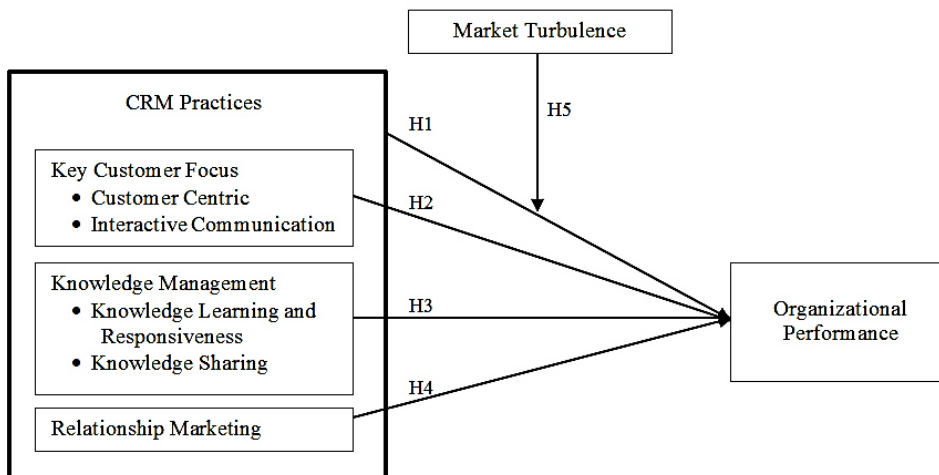 Market Turbulence
CRM Practices
H1
H5
Key Customer Focus
• Customer Centric
• Interactive Communication
H2
Knowledge Management
• Knowledge Learning and
Responsiveness
• Knowledge Sharing
H3
Organizational
Performance
H4
Relationship Marketing